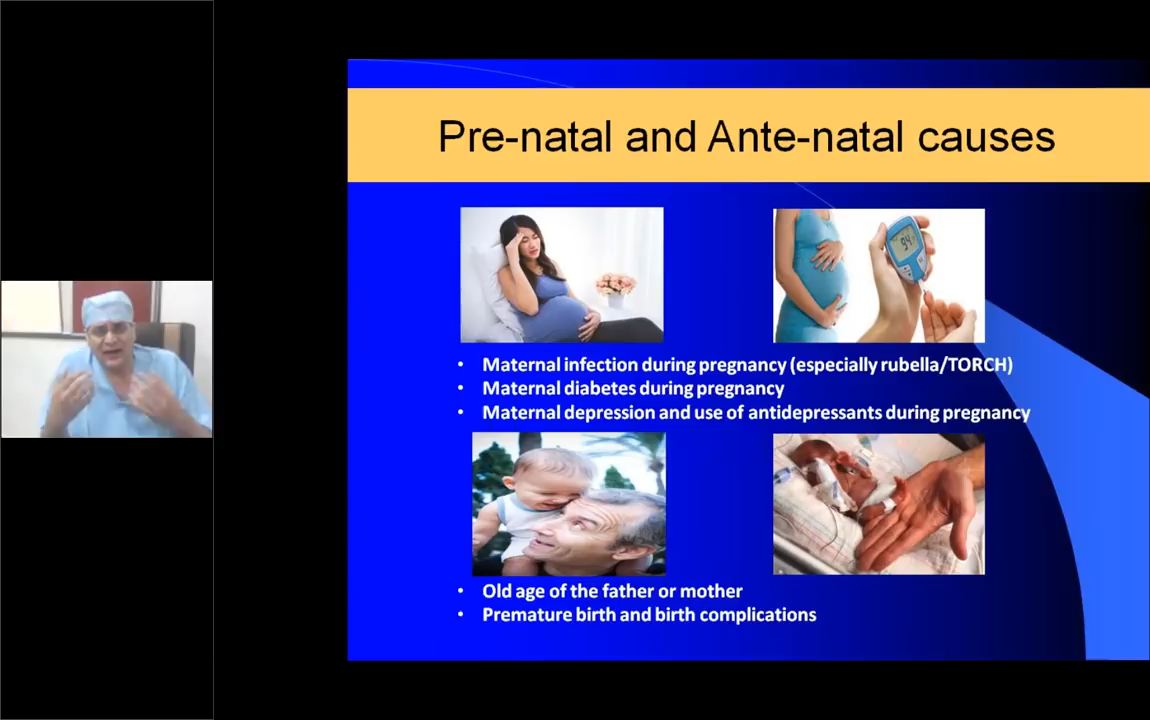 Pre-natal and Ante-natal causes
94
• Maternal infection during pregnancy (especially rubella/TORCH)
• Maternal diabetes during pregnancy
• Maternal depression and use of antidepressants during pregnancy
• Old age of the father or mother
• Premature birth and birth complications